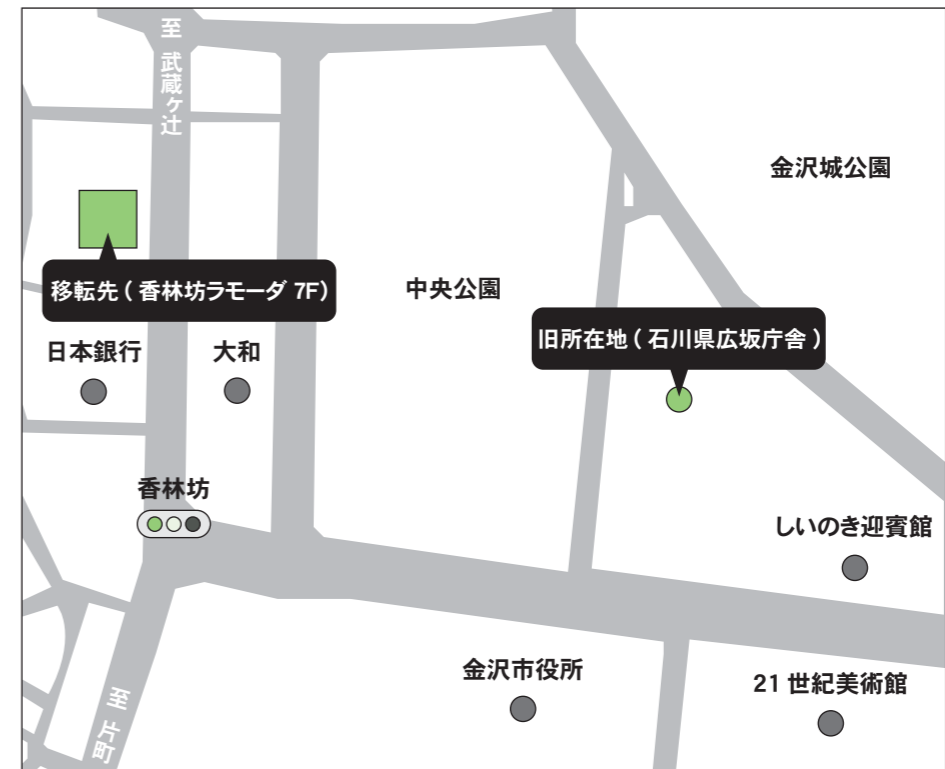 至 武蔵ヶ辻
金沢城公園
移転先 ( 香林坊ラモーダ 7F)
中央公園
旧所在地 ( 石川県広坂庁舎 )
日本銀行
大和
香林坊
しいのき迎賓館
金沢市役所
21 世紀美術館
至 片町